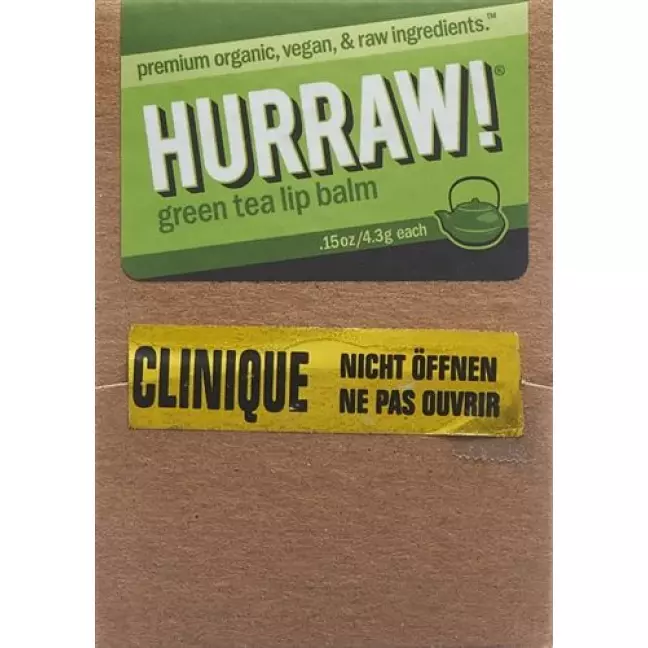 premium organic, vegan, & raw ingredients.™
HURRAW!®
green tea lip balm
.15oz/4.3g each
CLINIQUE
NICHT ÖFFNEN
NE PAS OUVRIR